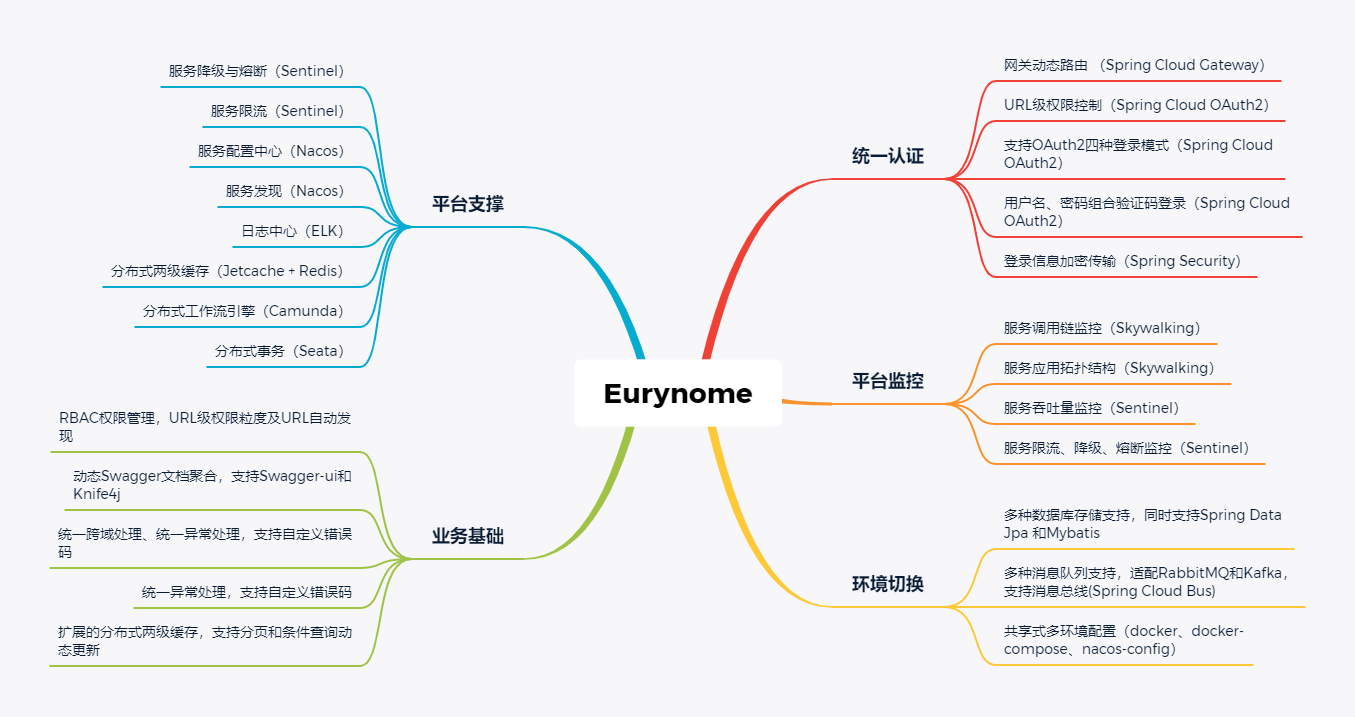 Eurynome
平台支撑
服务降级与熔断（Sentinel）
服务限流（Sentinel）
服务配置中心（Nacos）
服务发现（Nacos）
日志中心（ELK）
分布式两级缓存（Jetcache + Redis）
分布式工作流引擎（Camunda）
分布式事务（Seata）
业务基础
RBAC权限管理，URL级权限粒度及URL自动发
现
动态Swagger文档聚合，支持Swagger-ui和
Knife4j
统一跨域处理、统一异常处理，支持自定义错误
码
统一异常处理，支持自定义错误码
扩展的分布式两级缓存，支持分页和条件查询动
态更新
统一认证
网关动态路由 （Spring Cloud Gateway）
URL级权限控制（Spring Cloud OAuth2）
支持OAuth2四种登录模式（Spring Cloud
OAuth2）
用户名、密码组合验证码登录（Spring Cloud
OAuth2）
登录信息加密传输（Spring Security）
平台监控
服务调用链监控（Skywalking）
服务应用拓扑结构（Skywalking）
服务吞吐量监控（Sentinel）
服务限流、降级、熔断监控（Sentinel）
环境切换
多种数据库存储支持，同时支持Spring Data
Jpa 和Mybatis
多种消息队列支持，适配RabbitMQ和Kafka，
支持消息总线(Spring Cloud Bus)
共享式多环境配置（docker、docker-
compose、nacos-config）